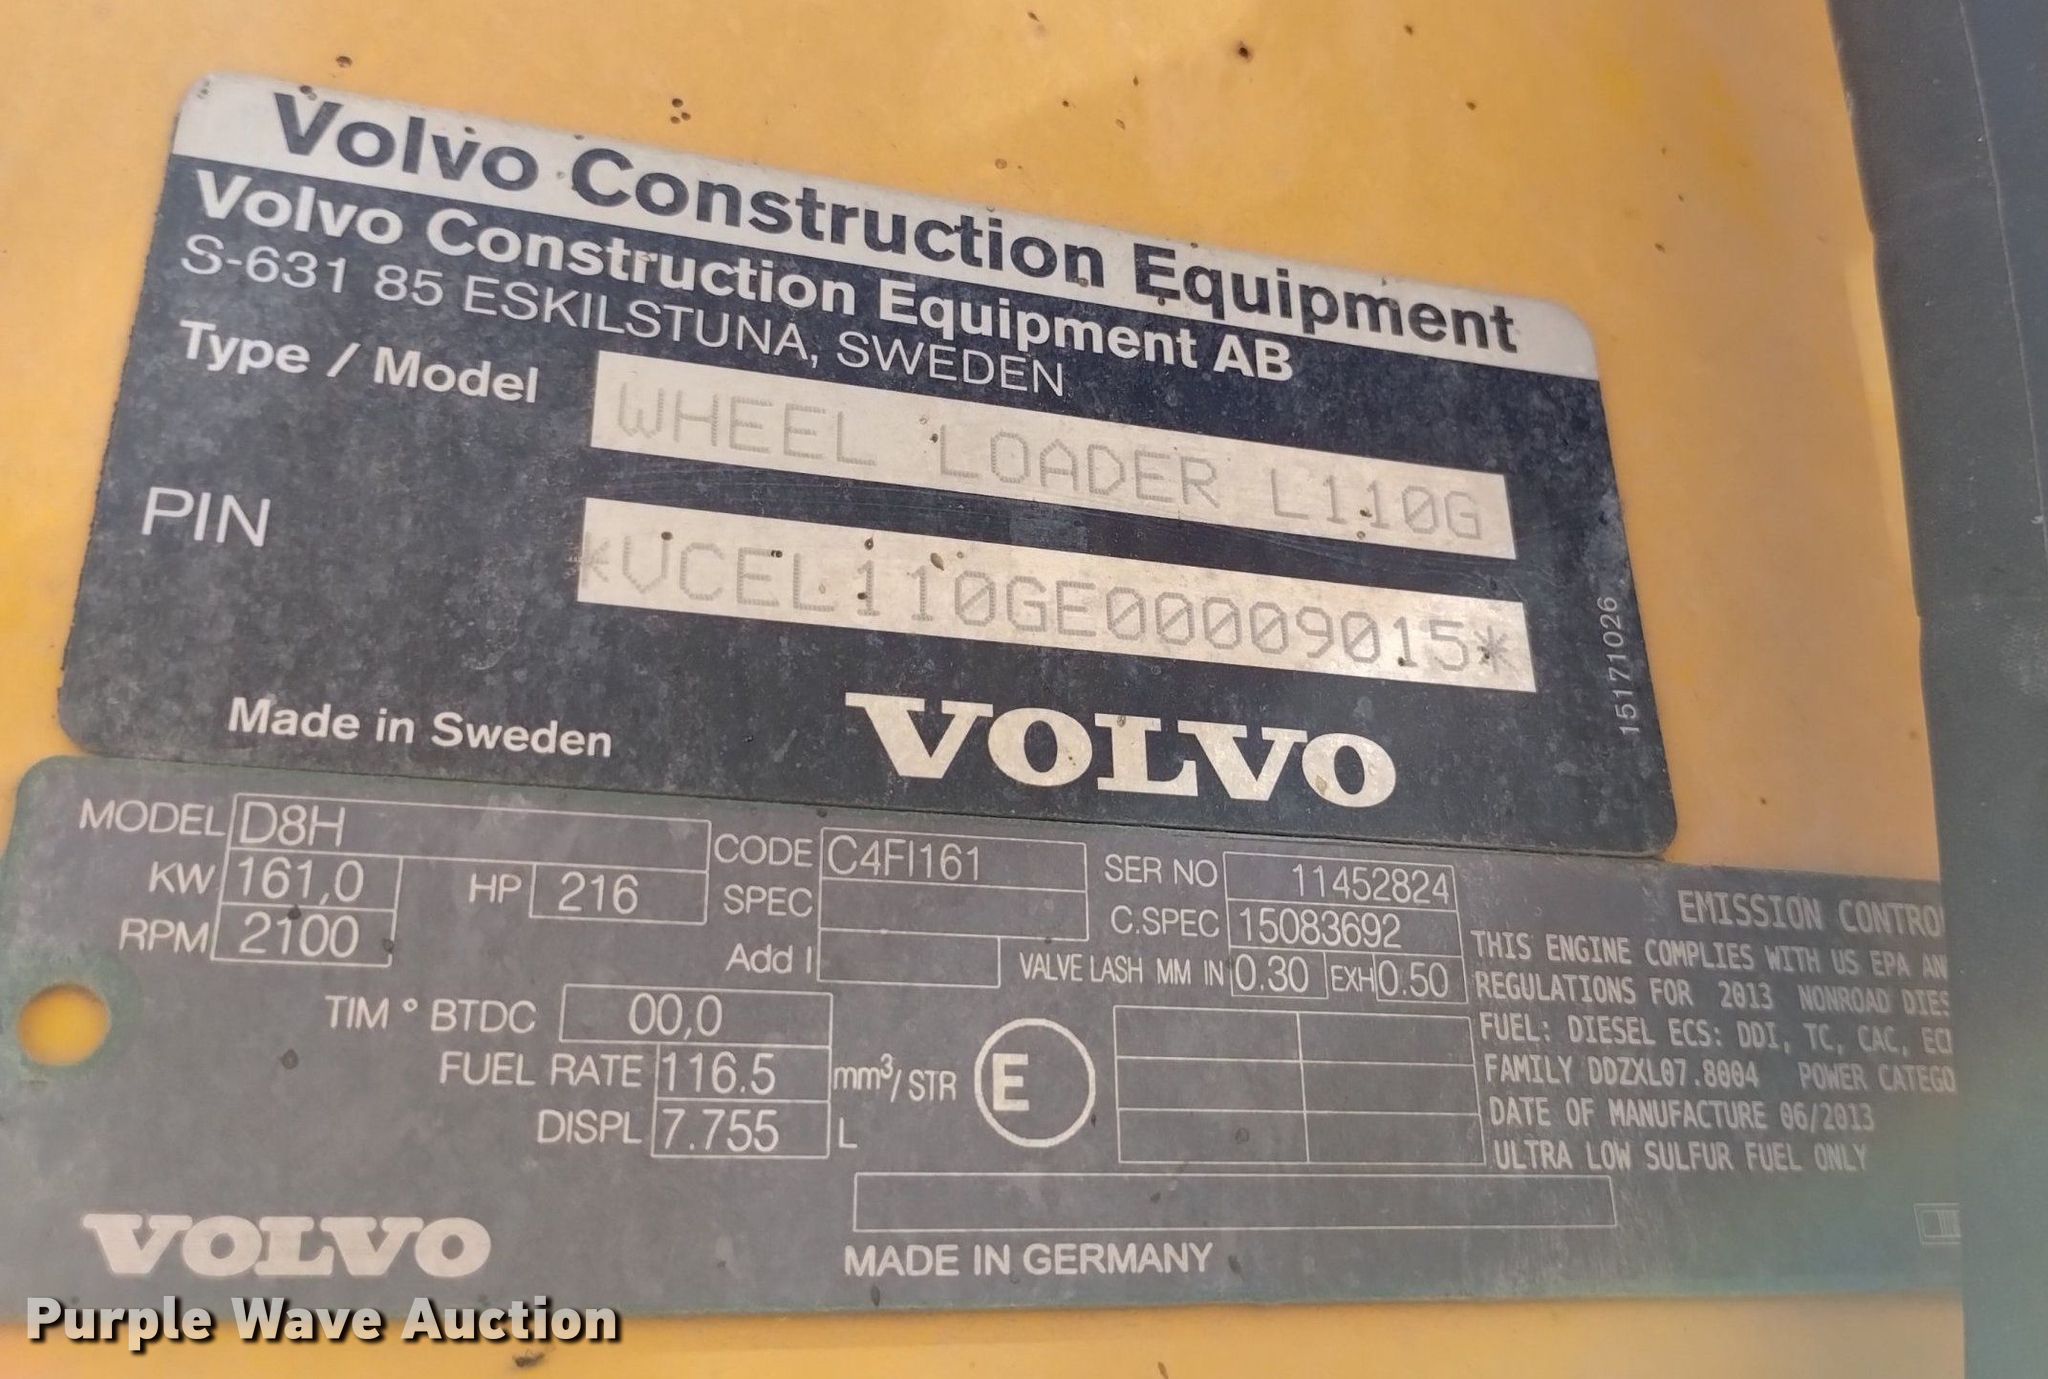 Volvo Construction Equipment
Volvo Construction Equipment AB
S-631 85 ESKILSTUNA, SWEDEN
Type / Model WHEEL LOADER L110G
PIN *VCEL110GE00009015*
15171026
Made in Sweden VOLVO
MODEL D8H CODE C4FI161 SER NO 11452824
KW 161,0 HP 216 SPEC C.SPEC 15083692
RPM 2100 Add I VALVE LASH MM IN 0.30 EXH 0.50
TIM ° BTDC 00,0
FUEL RATE 116.5 mm³/STR
DISPL 7.755 L
E
EMISSION CONTRO
THIS ENGINE COMPLIES WITH US EPA AN
REGULATIONS FOR 2013 NONROAD DIES
FUEL: DIESEL ECS: DDI, TC, CAC, EC
FAMILY DDZXL07.8004 POWER CATEGO
DATE OF MANUFACTURE 06/2013
ULTRA LOW SULFUR FUEL ONLY
VOLVO
MADE IN GERMANY
Purple Wave Auction